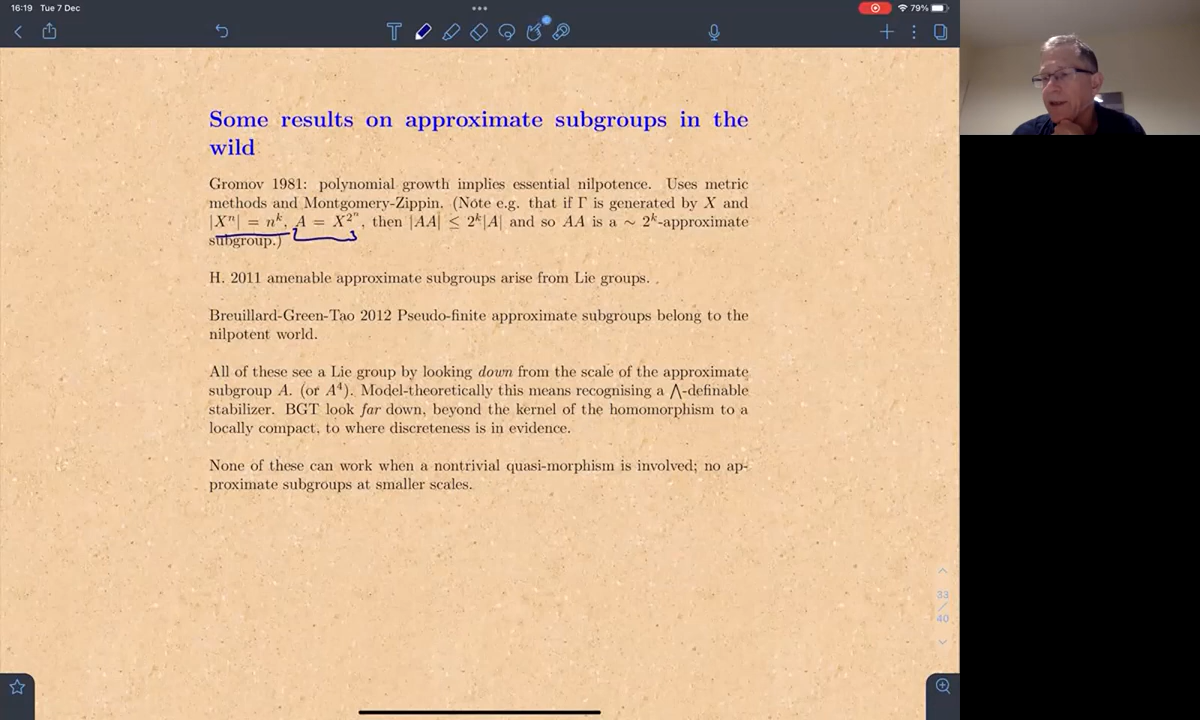 16:19 Tue 7 Dec
79%
Some results on approximate subgroups in the
wild
Gromov 1981: polynomial growth implies essential nilpotence. Uses metric
methods and Montgomery-Zippin. (Note e.g. that if Γ is generated by X and
|Xⁿ| = nᵏ, A = X^{2ⁿ}, then |AA| ≤ 2ᵏ|A| and so AA is a ∼ 2ᵏ-approximate
subgroup.)
H. 2011 amenable approximate subgroups arise from Lie groups. .
Breuillard-Green-Tao 2012 Pseudo-finite approximate subgroups belong to the
nilpotent world.
All of these see a Lie group by looking down from the scale of the approximate
subgroup A. (or A⁴). Model-theoretically this means recognising a ⋀-definable
stabilizer. BGT look far down, beyond the kernel of the homomorphism to a
locally compact, to where discreteness is in evidence.
None of these can work when a nontrivial quasi-morphism is involved; no ap-
proximate subgroups at smaller scales.
33
/
40